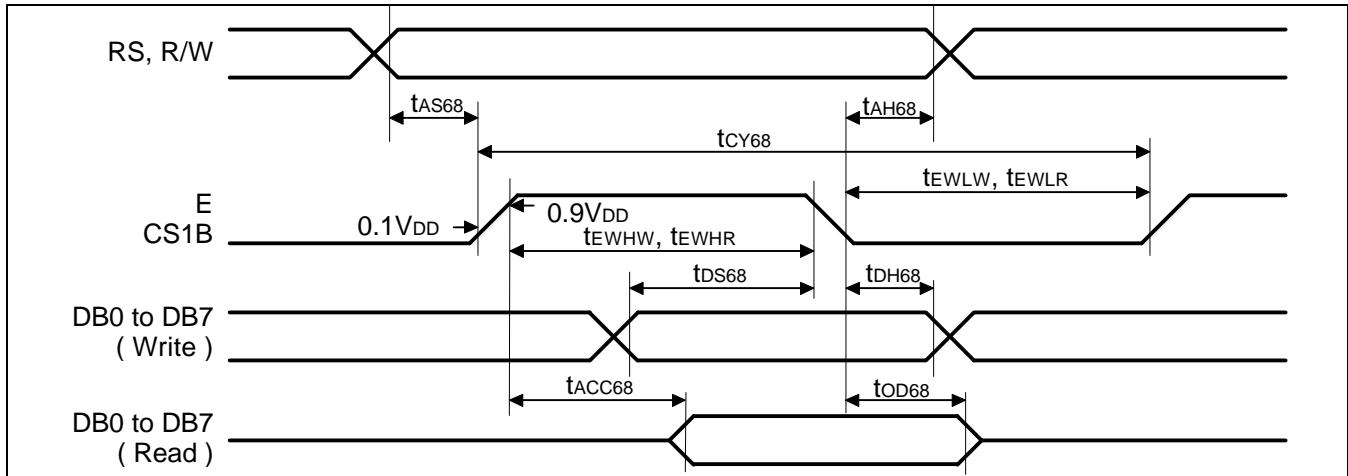 RS, R/W
tAS68
tAH68
tCY68
tEWLW, tEWLR
E
CS1B
0.1VDD
0.9VDD
tEWHW, tEWHR
tDS68
tDH68
DB0 to DB7
( Write )
tACC68
tOD68
DB0 to DB7
( Read )